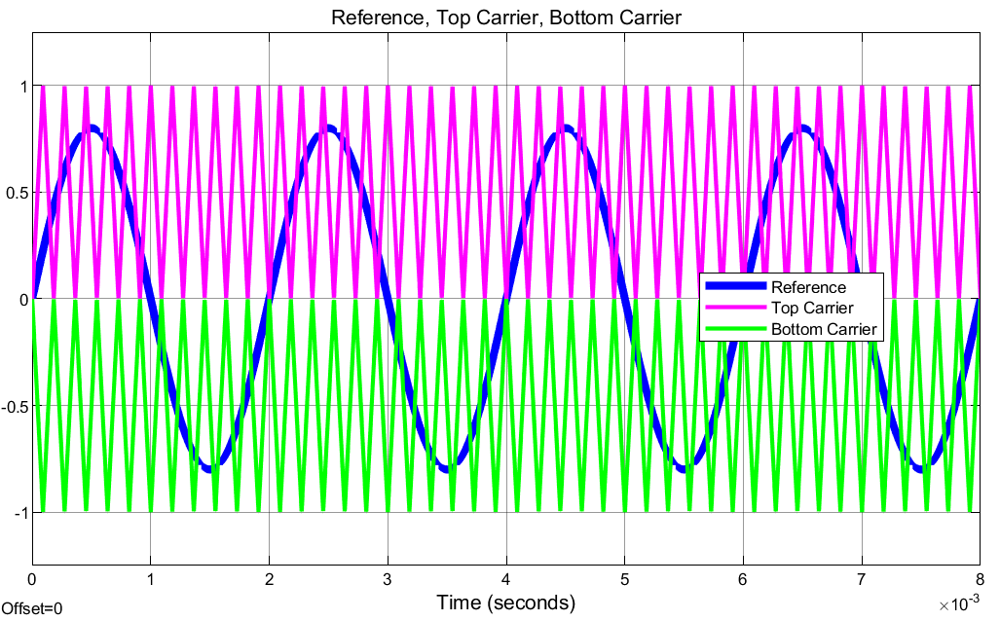 Reference, Top Carrier, Bottom Carrier
1
0.5
0
-0.5
-1
Reference
Top Carrier
Bottom Carrier
0 1 2 3 4 5 6 7 8
Time (seconds)
×10⁻³
Offset=0